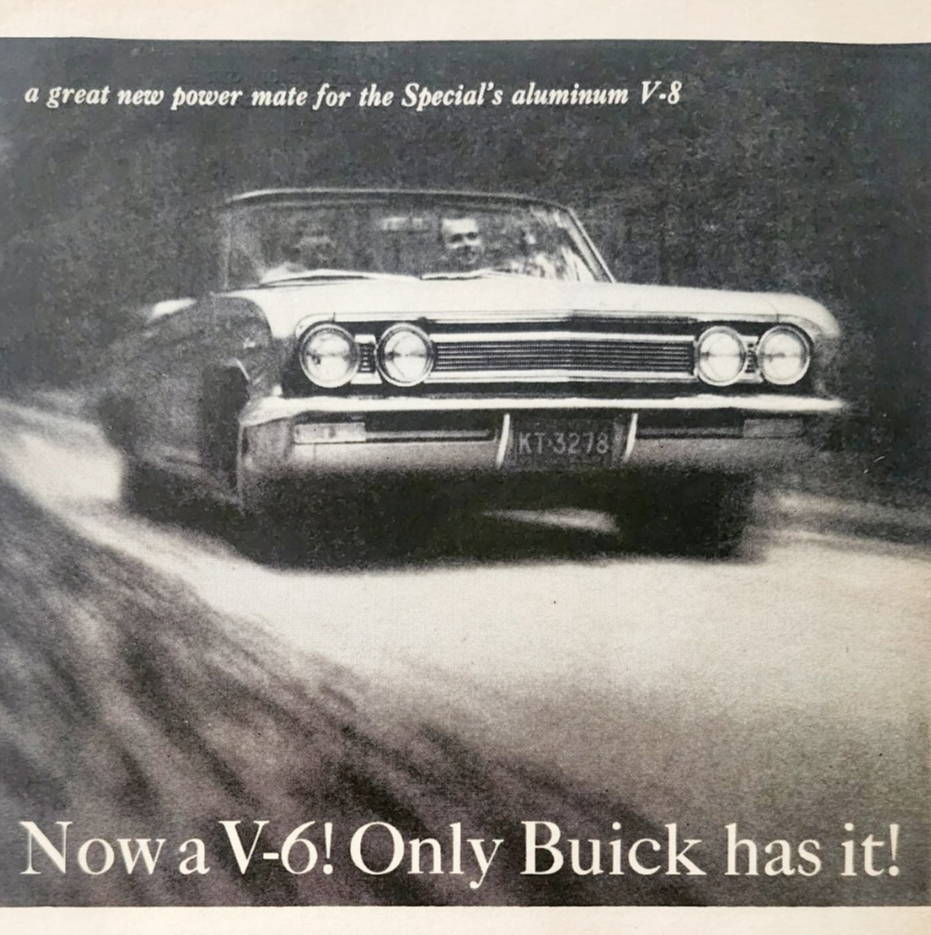 a great new power mate for the Special's aluminum V-8
KT·3278
Now a V-6! Only Buick has it!